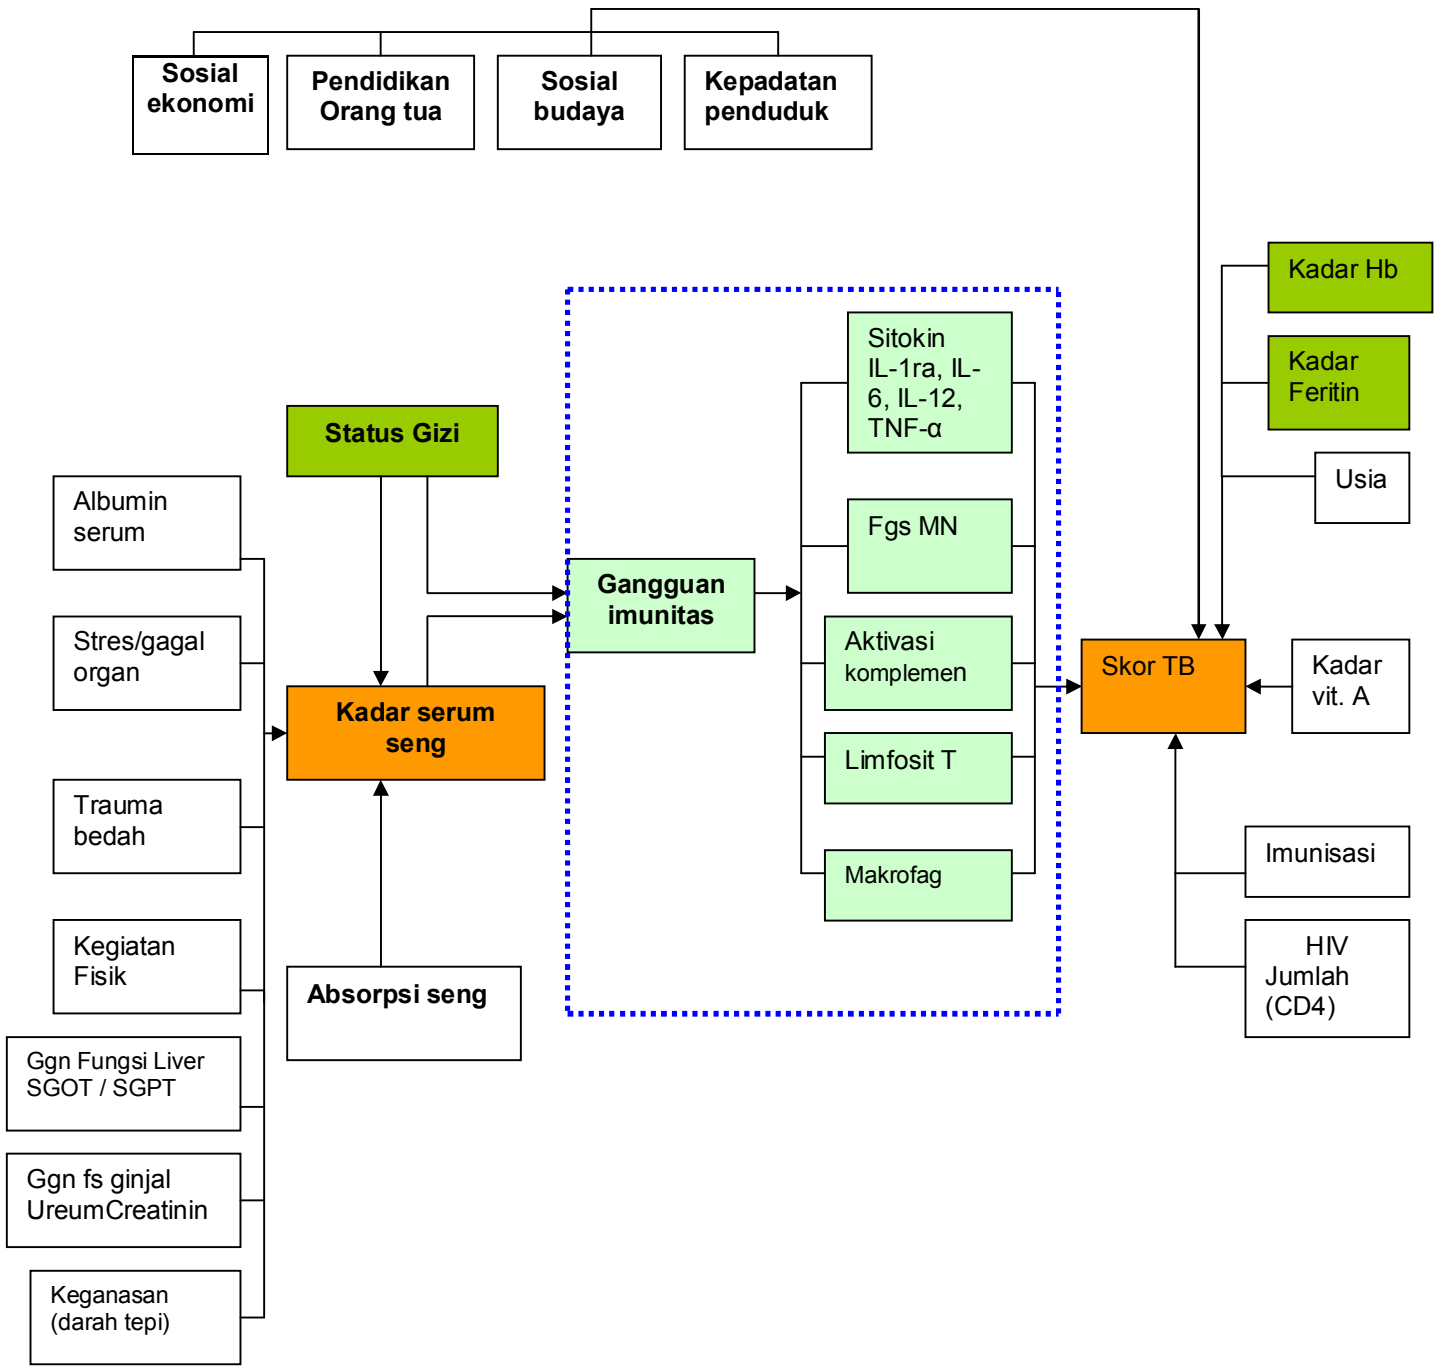 Sosial
ekonomi
Pendidikan
Orang tua
Sosial
budaya
Kepadatan
penduduk
Kadar Hb
Kadar
Feritin
Usia
Sitokin
IL-1ra, IL-
6, IL-12,
TNF-α
Status Gizi
Albumin
serum
Fgs MN
Gangguan
imunitas
Stres/gagal
organ
Aktivasi
komplemen
Skor TB
Kadar
vit. A
Kadar serum
seng
Limfosit T
Trauma
bedah
Makrofag
Imunisasi
Kegiatan
Fisik
HIV
Jumlah
(CD4)
Absorpsi seng
Ggn Fungsi Liver
SGOT / SGPT
Ggn fs ginjal
UreumCreatinin
Keganasan
(darah tepi)